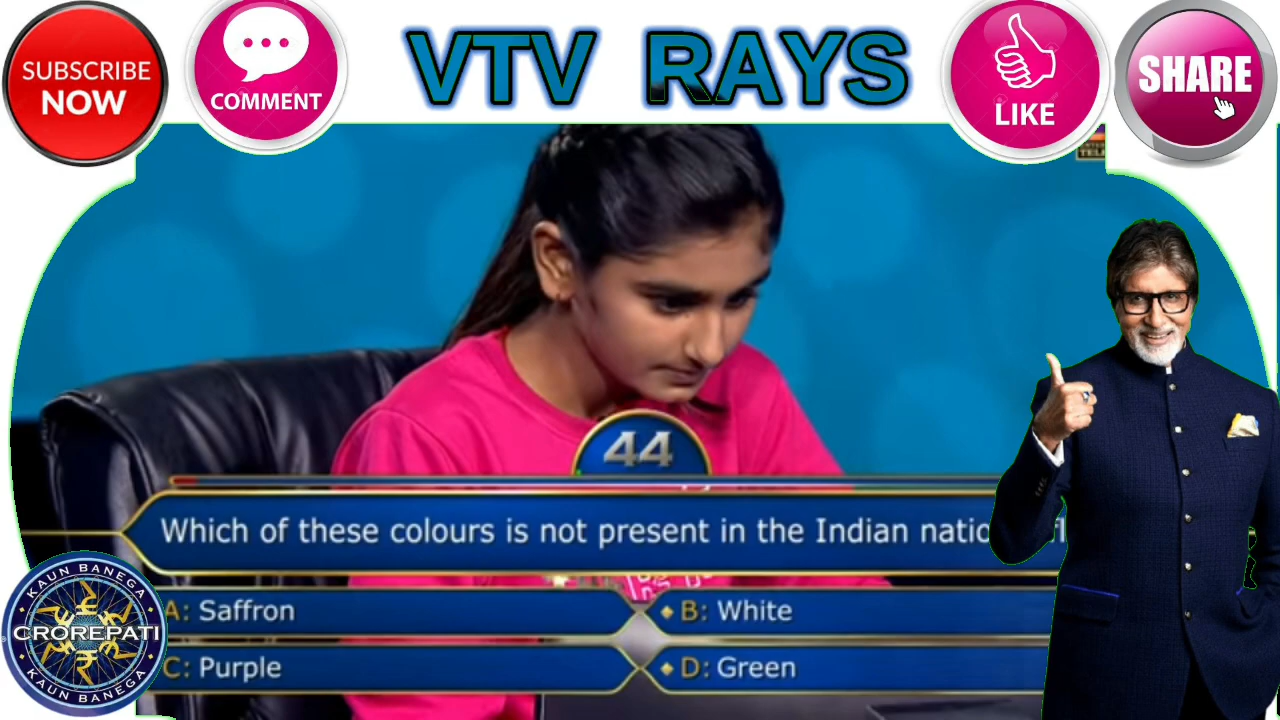 SUBSCRIBE
NOW
COMMENT
VTV RAYS
LIKE
SHARE
44
Which of these colours is not present in the Indian natio fl
A: Saffron
B: White
C: Purple
D: Green
KAUN BANEGA
CROREPATI
KAUN BANEGA